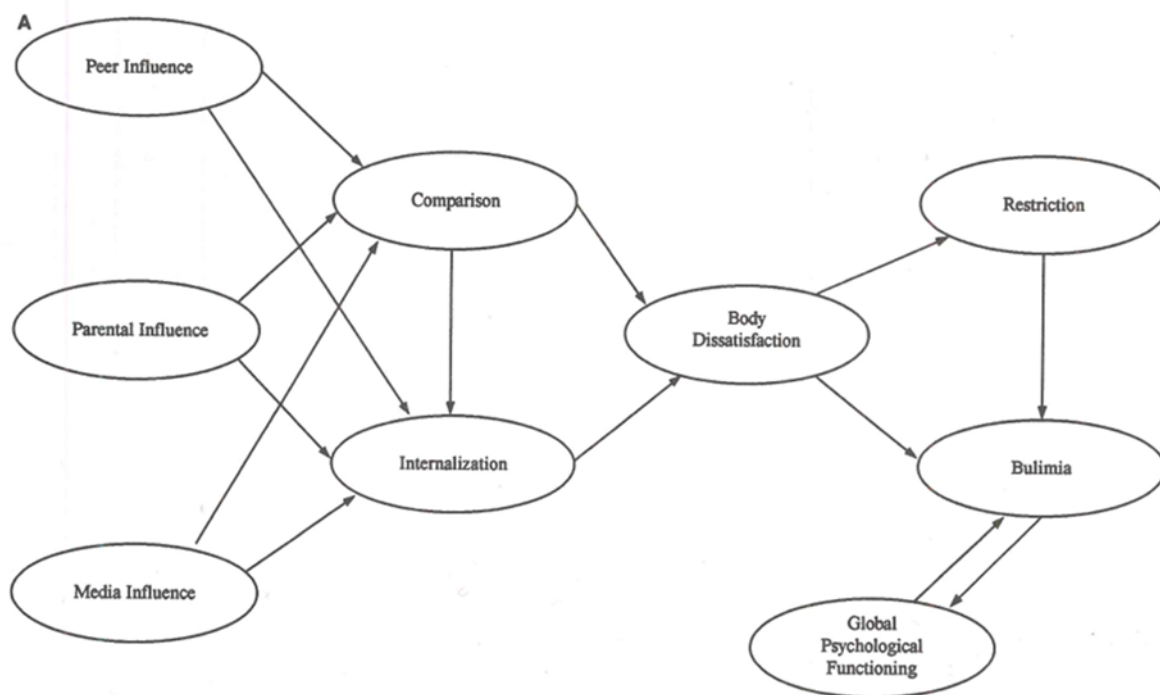 A
Peer Influence
Comparison
Restriction
Parental Influence
Body
Dissatisfaction
Internalization
Bulimia
Media Influence
Global
Psychological
Functioning